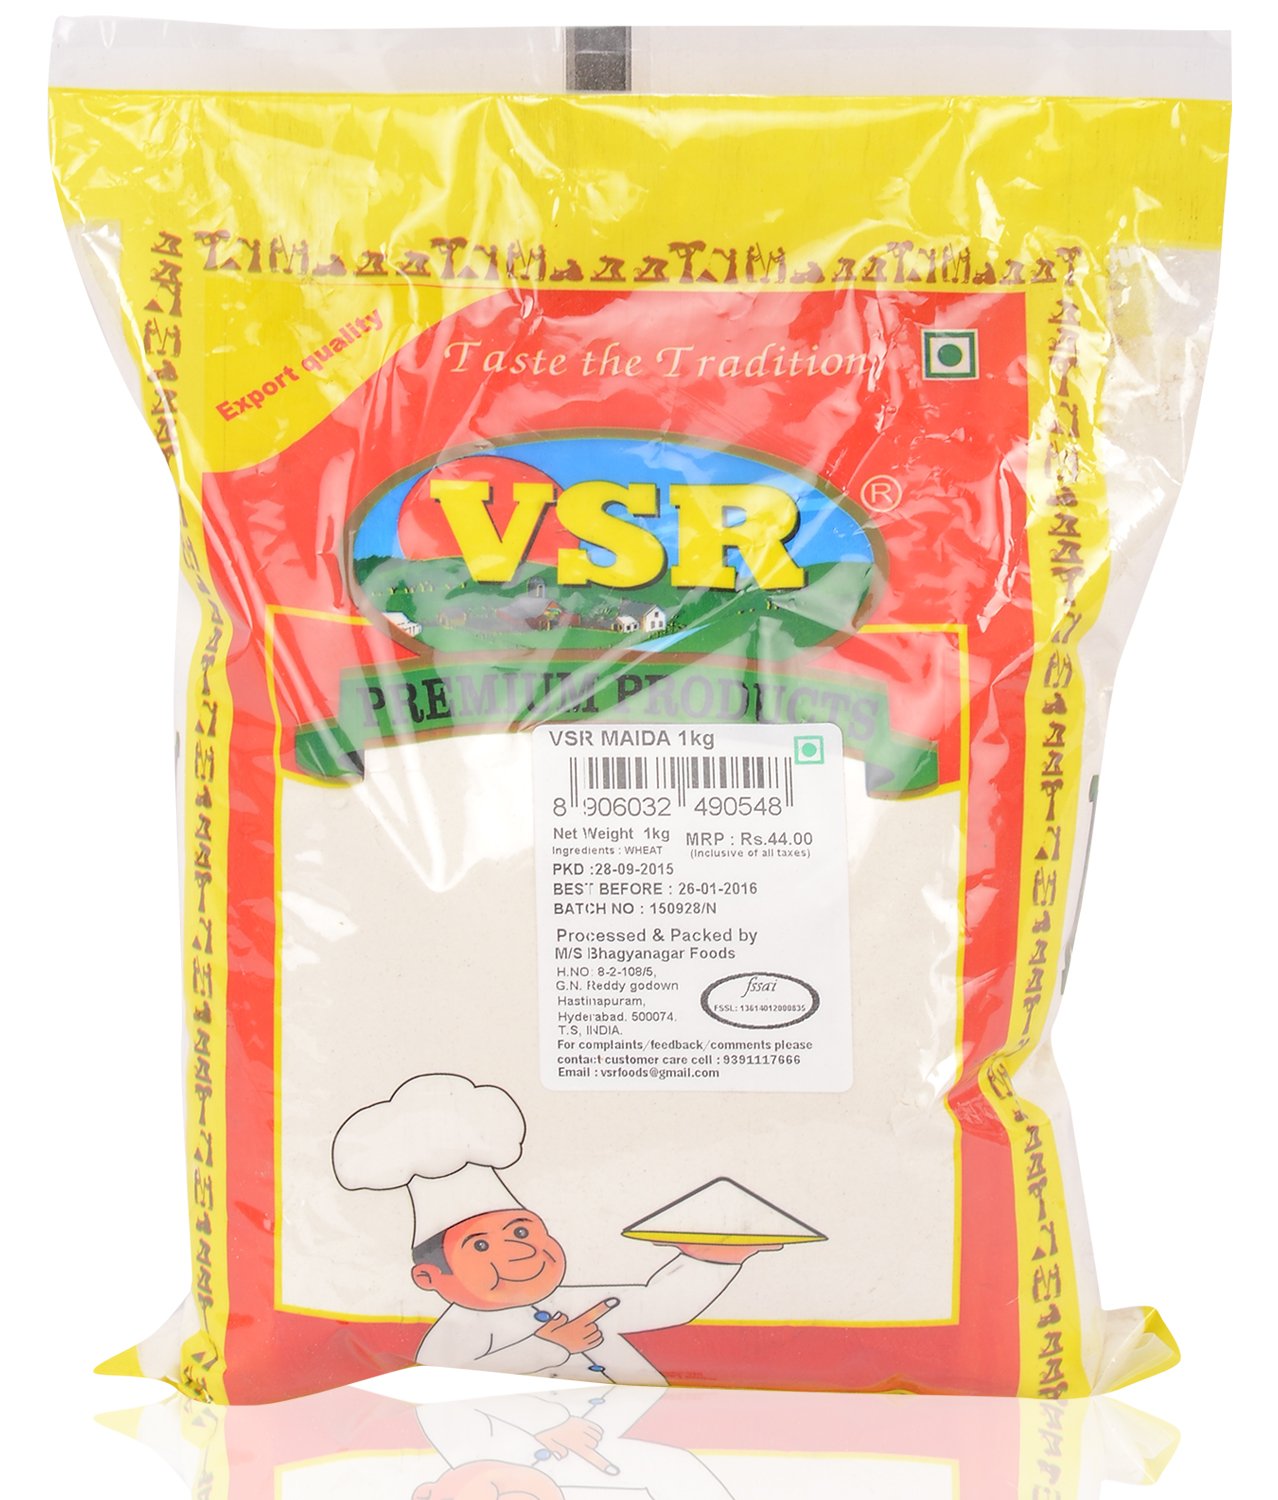 Export quality
Taste the Tradition
VSR ®
PREMIUM PRODUCTS
VSR MAIDA 1kg
8 906032 490548
Net Weight 1kg MRP : Rs.44.00
Ingredients : WHEAT (Inclusive of all taxes)
PKD :28-09-2015
BEST BEFORE : 26-01-2016
BATCH NO : 150928/N
Processed & Packed by
M/S Bhagyanagar Foods
H.NO: 8-2-108/5,
G.N. Reddy godown
Hastinapuram,
Hyderabad. 500074.
T.S, INDIA.
fssai
FSSL: 13614012000835
For complaints/feedback/comments please
contact customer care cell : 9391117666
Email : vsrfoods@gmail.com